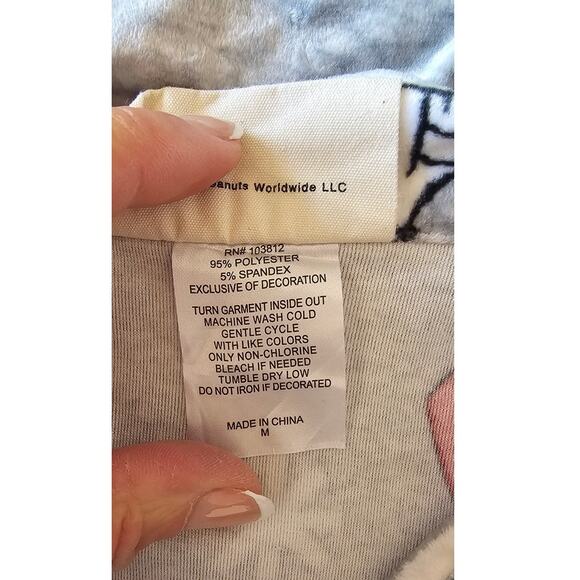 Worldwide LLC
RN# 103812
95% POLYESTER
5% SPANDEX
EXCLUSIVE OF DECORATION
TURN GARMENT INSIDE OUT
MACHINE WASH COLD
GENTLE CYCLE
WITH LIKE COLORS
ONLY NON-CHLORINE
BLEACH IF NEEDED
TUMBLE DRY LOW
DO NOT IRON IF DECORATED
MADE IN CHINA
M